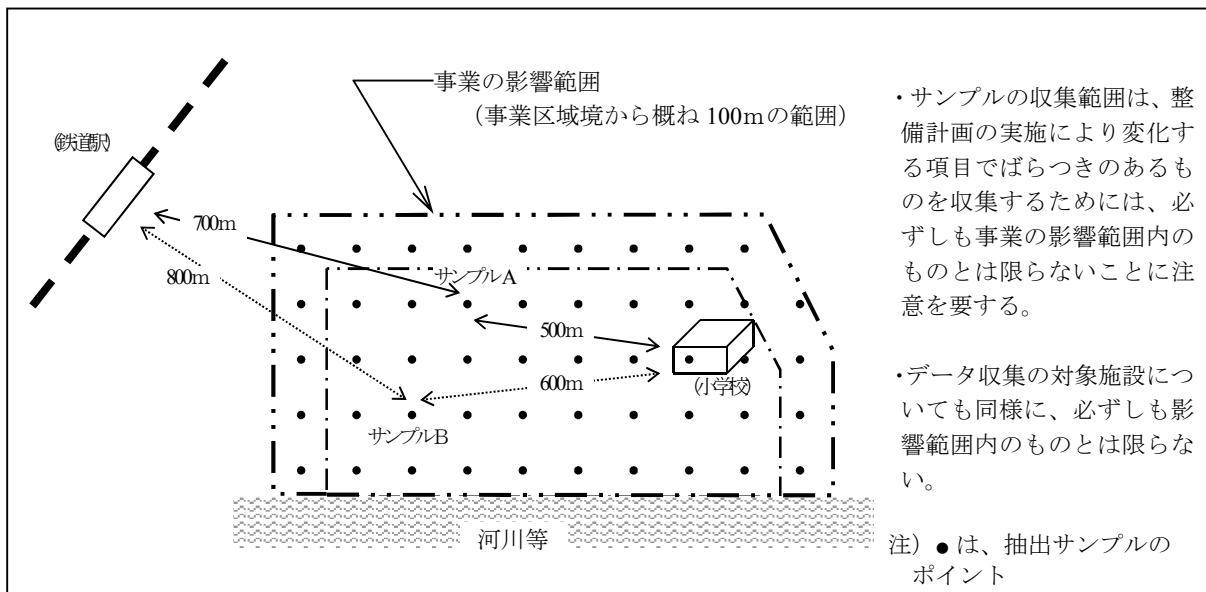 事業の影響範囲
（事業区域境から概ね 100mの範囲）
(鉄道駅)
700m
800m
サンプルA
500m
600m
(小学校)
サンプルB
河川等
・サンプルの収集範囲は、整
備計画の実施により変化す
る項目でばらつきのあるも
のを収集するためには、必
ずしも事業の影響範囲内の
ものとは限らないことに注
意を要する。
・データ収集の対象施設につ
いても同様に、必ずしも影
響範囲内のものとは限らな
い。
注）● は、抽出サンプルの
ポイント